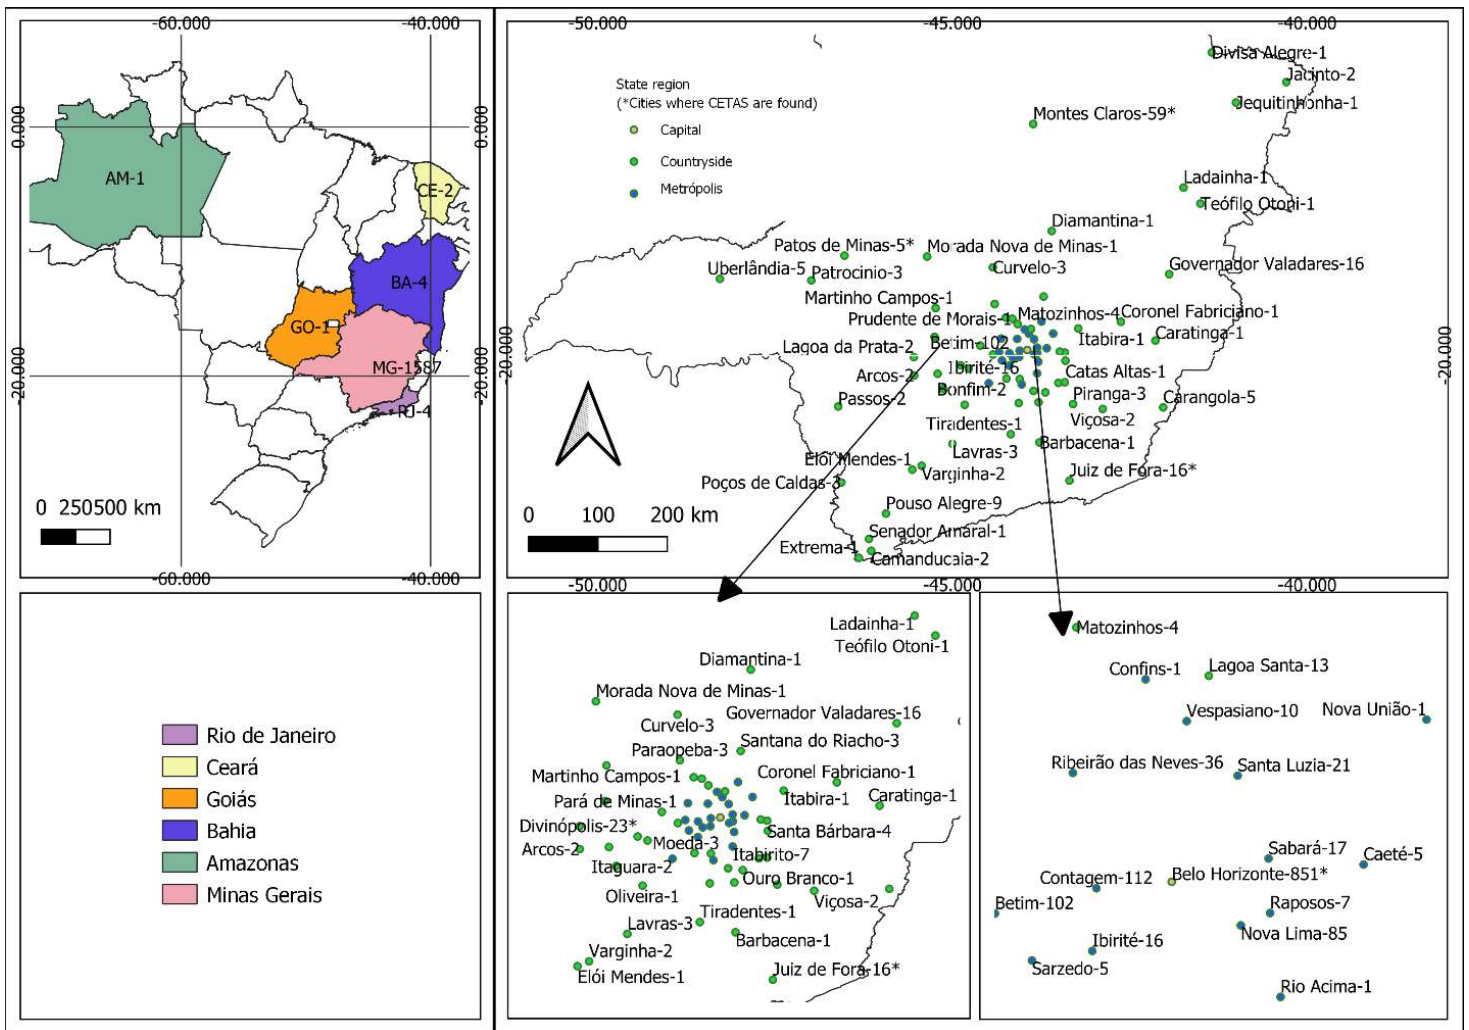 -60.000
-40.000
0.000
0.000
AM-1
CE-2
BA-4
GO-1
MG-1587
RJ-4
-20.000
-20.000
0 250500 km
-60.000
-40.000
Rio de Janeiro
Ceará
Goiás
Bahia
Amazonas
Minas Gerais
-50.000
-45.000
-40.000
State region
(*Cities where CETAS are found)
Capital
Countryside
Metrópolis
Divisa Alegre-1
Jacinto-2
Jequitinhonha-1
Montes Claros-59*
Ladainha-1
Teófilo Otoni-1
Diamantina-1
Patos de Minas-5*
Morada Nova de Minas-1
Uberlândia-5
Patrocinio-3
Curvelo-3
Governador Valadares-16
Martinho Campos-1
Prudente de Morais-1
Matozinhos-4
Coronel Fabriciano-1
Lagoa da Prata-2
Betim-102
Itabira-1
Caratinga-1
Arcos-2
Ibirité-16
Catas Altas-1
Passos-2
Bonfim-2
Piranga-3
Carangola-5
Tiradentes-1
Viçosa-2
Lavras-3
Barbacena-1
Elói Mendes-1
Varginha-2
Juiz de Fora-16*
Poços de Caldas-3
Pouso Alegre-9
Senador Amaral-1
Extrema-1
Camanducaia-2
-20.000
-20.000
0 100 200 km
-50.000
-45.000
-40.000
Ladainha-1
Teófilo Otoni-1
Diamantina-1
Morada Nova de Minas-1
Curvelo-3
Governador Valadares-16
Paraopeba-3
Santana do Riacho-3
Martinho Campos-1
Coronel Fabriciano-1
Pará de Minas-1
Itabira-1
Caratinga-1
Divinópolis-23*
Santa Bárbara-4
Arcos-2
Moeda-3
Itabirito-7
Itaguara-2
Ouro Branco-1
Oliveira-1
Viçosa-2
Tiradentes-1
Lavras-3
Barbacena-1
Varginha-2
Elói Mendes-1
Juiz de Fora-16*
Matozinhos-4
Confins-1
Lagoa Santa-13
Vespasiano-10
Nova União-1
Ribeirão das Neves-36
Santa Luzia-21
Sabará-17
Caeté-5
Contagem-112
Belo Horizonte-851*
Betim-102
Raposos-7
Nova Lima-85
Ibirité-16
Sarzedo-5
Rio Acima-1